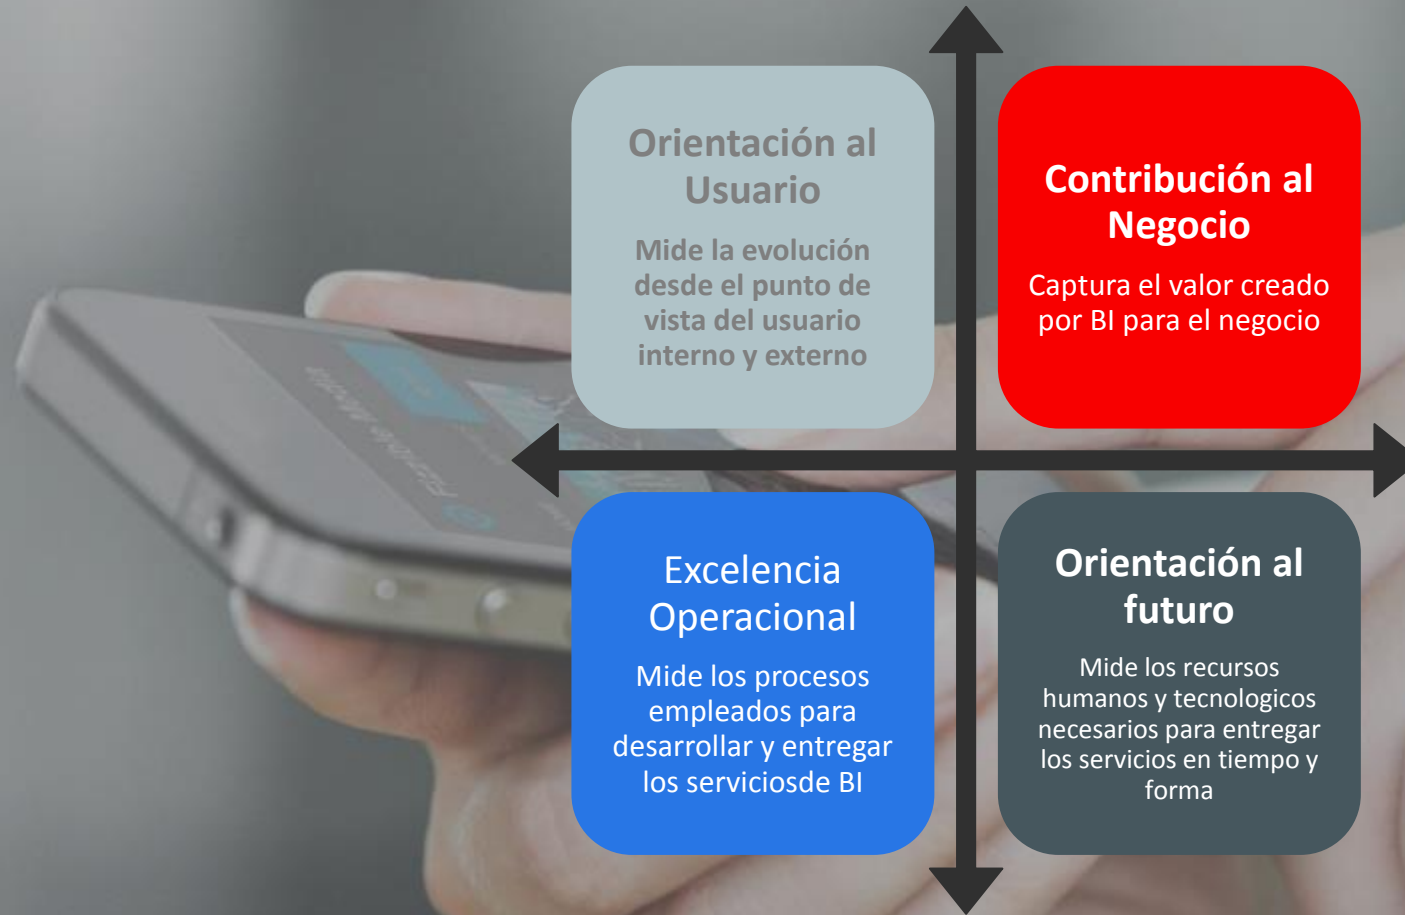 Orientación al
Usuario
Mide la evolución
desde el punto de
vista del usuario
interno y externo
Contribución al
Negocio
Captura el valor creado
por BI para el negocio
Excelencia
Operacional
Mide los procesos
empleados para
desarrollar y entregar
los serviciosde BI
Orientación al
futuro
Mide los recursos
humanos y tecnologicos
necesarios para entregar
los servicios en tiempo y
forma